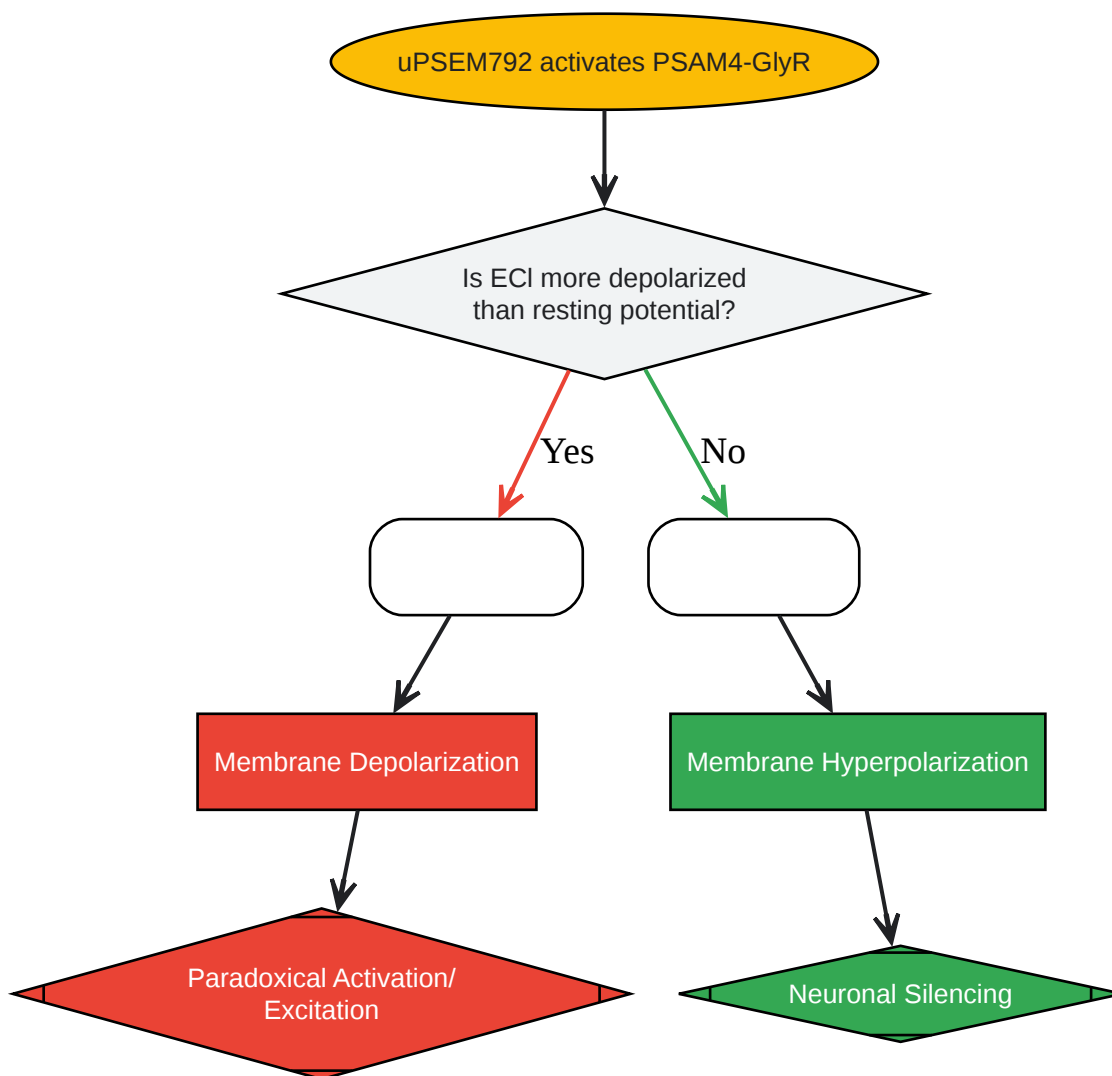 uPSEM792 activates PSAM4-GlyR
Is ECl more depolarized
than resting potential?
Yes
No
Membrane Depolarization
Membrane Hyperpolarization
Paradoxical Activation/
Excitation
Neuronal Silencing